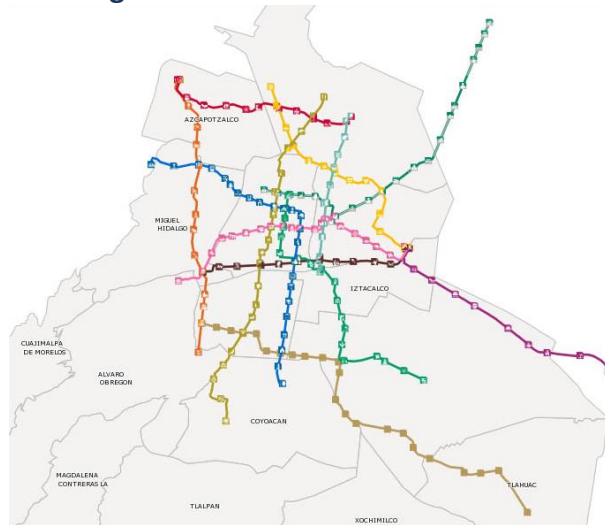 AZCAPOTZALCO
MIGUEL
HIDALGO
IZTACALCO
CUAJIMALPA
DE MORELOS
ALVARO
OBREGON
COYOACAN
MAGDALENA
CONTRERAS LA
TLAHUAC
TLALPAN
XOCHIMILCO